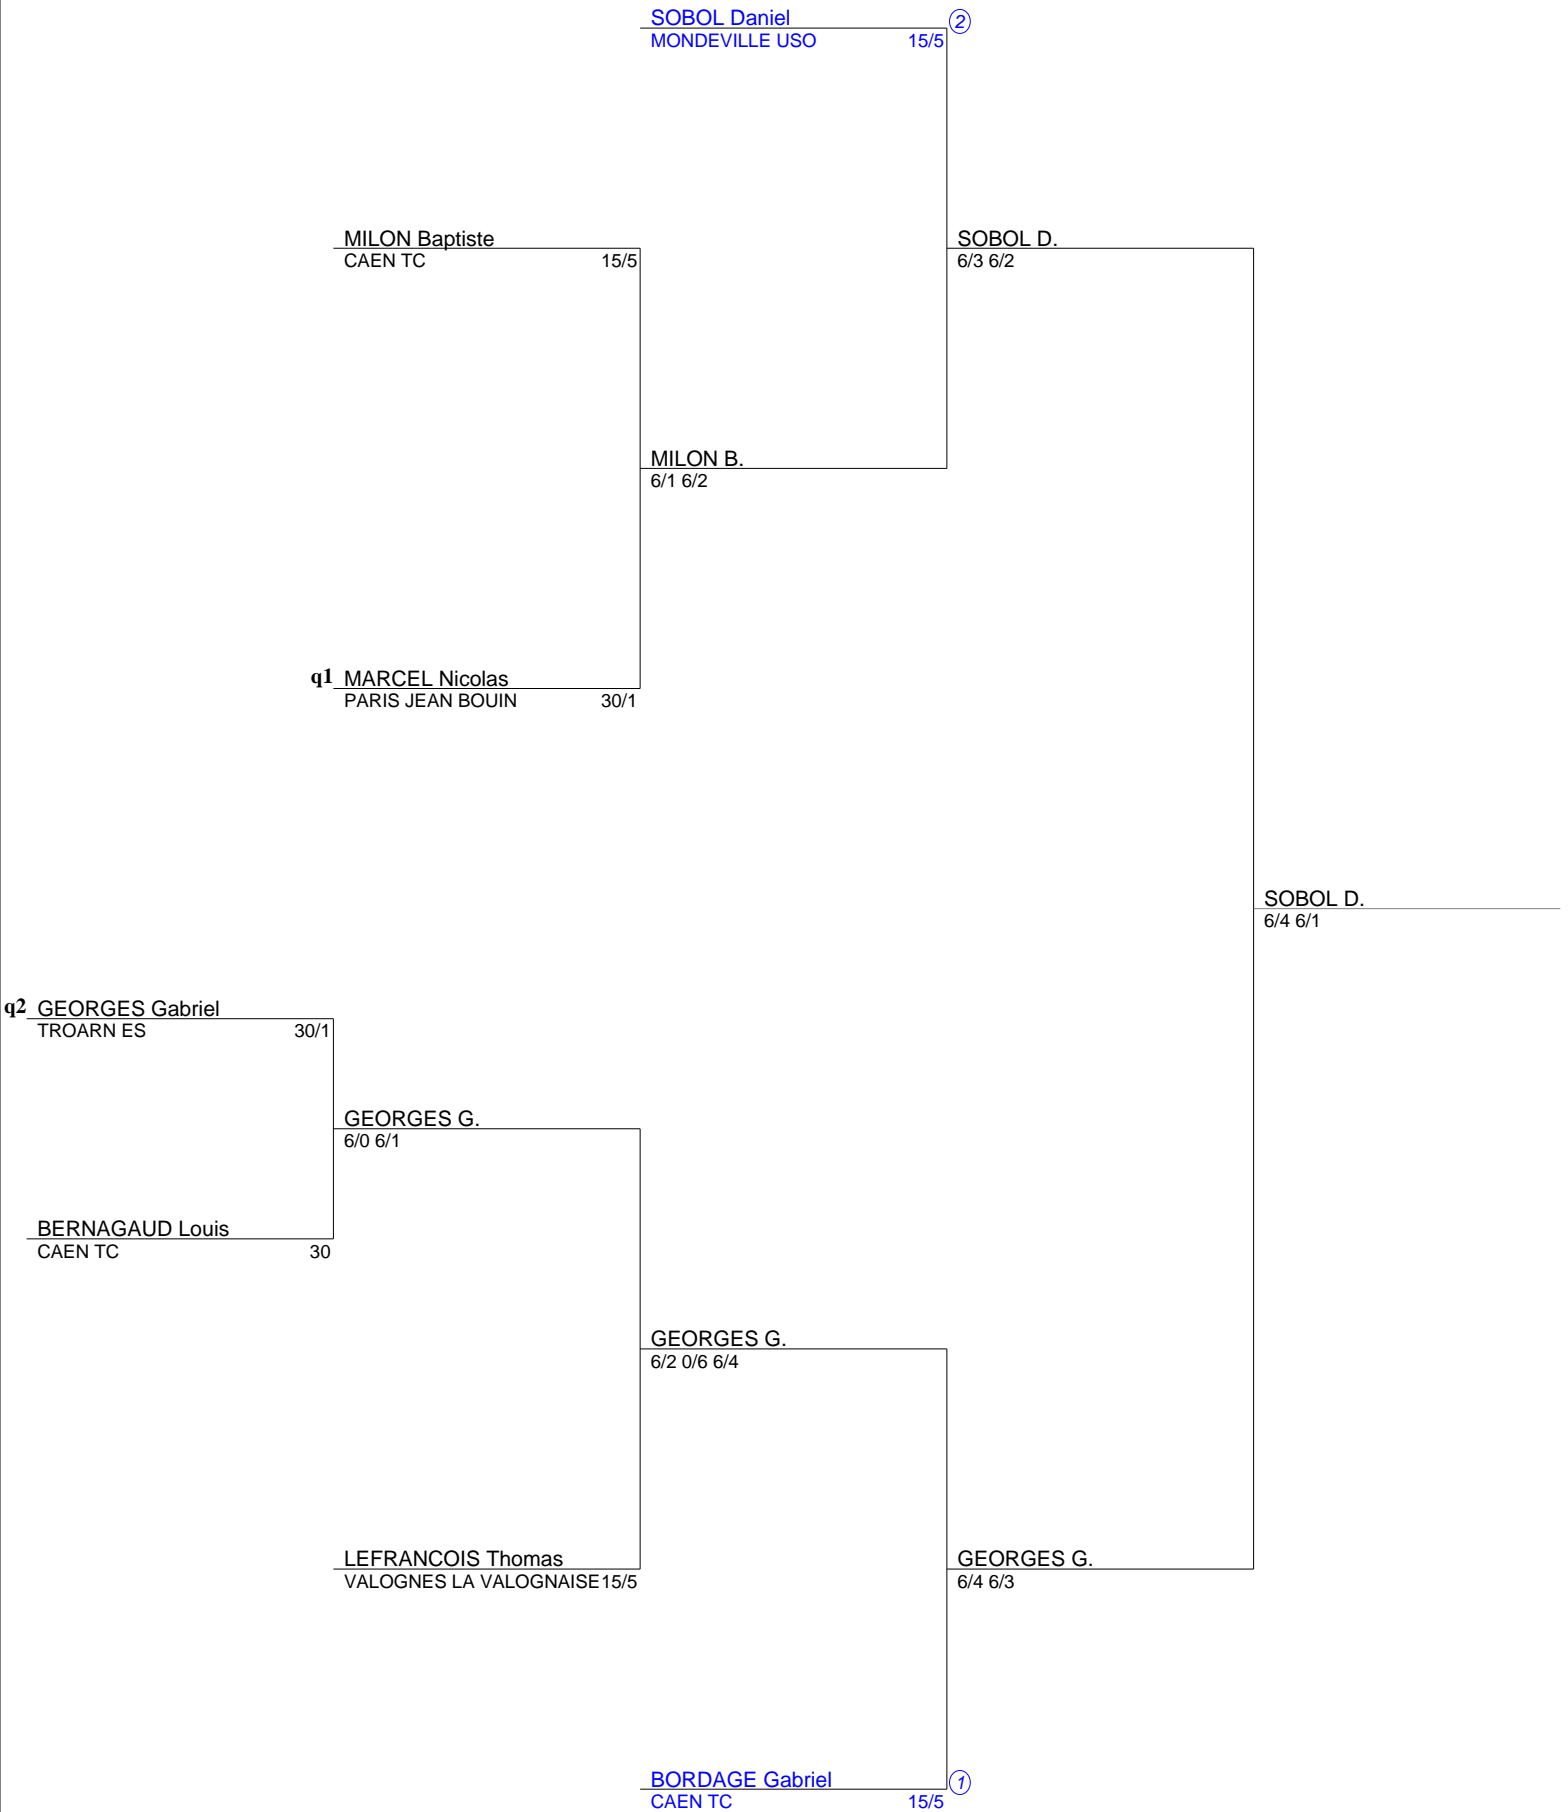 SOBOL Daniel 2
MONDEVILLE USO 15/5
MILON Baptiste
CAEN TC 15/5
SOBOL D.
6/3 6/2
MILON B.
6/1 6/2
q1 MARCEL Nicolas
PARIS JEAN BOUIN 30/1
SOBOL D.
6/4 6/1
q2 GEORGES Gabriel
TROARN ES 30/1
GEORGES G.
6/0 6/1
BERNAGAUD Louis
CAEN TC 30
GEORGES G.
6/2 0/6 6/4
LEFRANCOIS Thomas
VALOGNES LA VALOGNAISE 15/5
GEORGES G.
6/4 6/3
BORDAGE Gabriel 1
CAEN TC 15/5